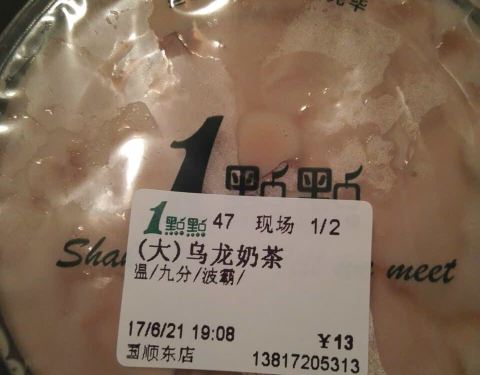 1點點
1點點 47 现场 1/2
(大)乌龙奶茶
温/九分/波霸/
meet
17/6/21 19:08 ￥13
国顺东店 13817205313